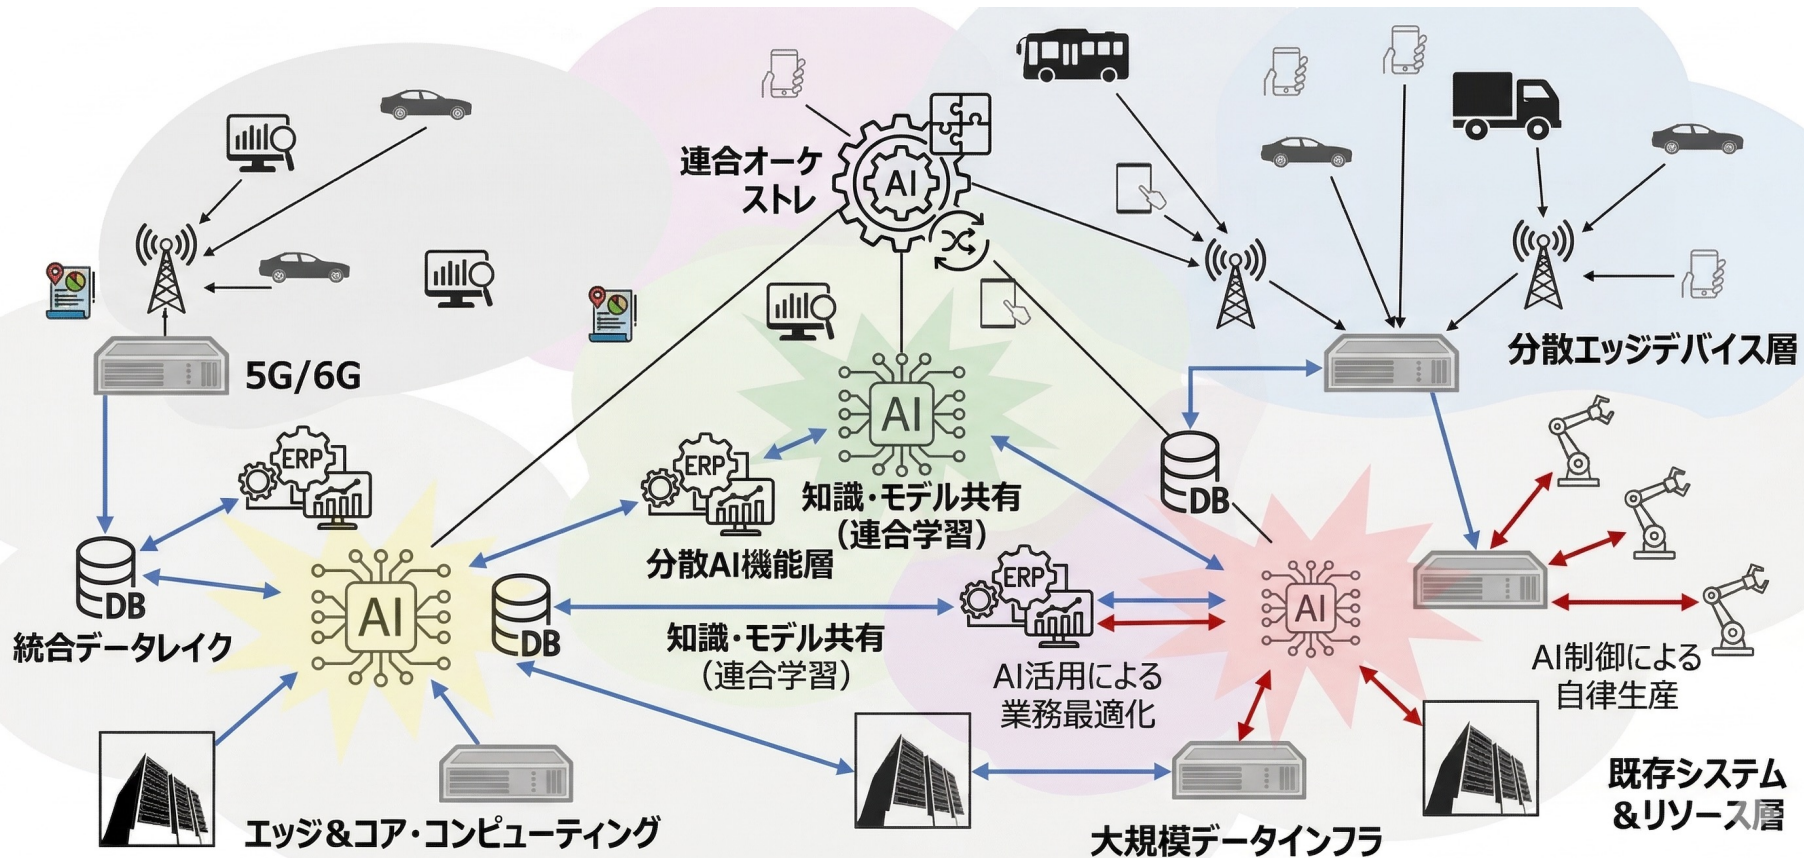 連合オーケ
ストレ
AI
5G/6G
分散エッジデバイス層
ERP
ERP
AI
DB
知識・モデル共有
（連合学習）
分散AI機能層
ERP
DB
統合データレイク
AI
DB
知識・モデル共有
（連合学習）
AI活用による
業務最適化
AI
AI制御による
自律生産
エッジ＆コア・コンピューティング
大規模データインフラ
既存システム
＆リソース層